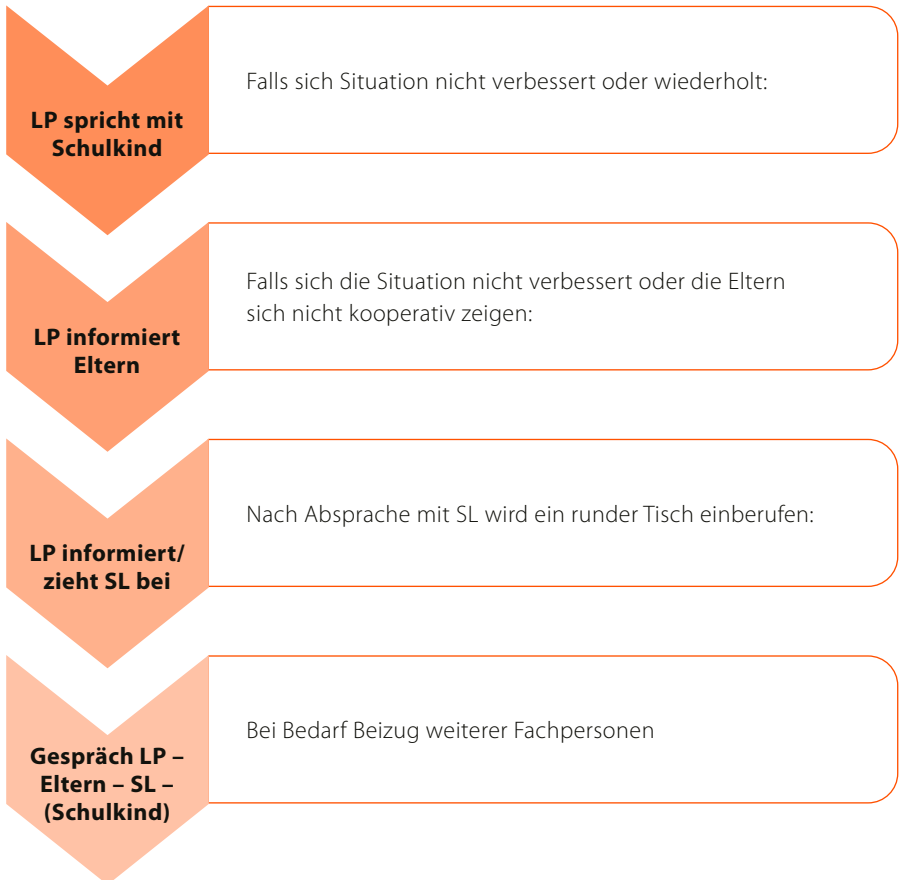 LP spricht mit
Schulkind
Falls sich Situation nicht verbessert oder wiederholt:
LP informiert
Eltern
Falls sich die Situation nicht verbessert oder die Eltern
sich nicht kooperativ zeigen:
LP informiert/
zieht SL bei
Nach Absprache mit SL wird ein runder Tisch einberufen:
Gespräch LP –
Eltern – SL –
(Schulkind)
Bei Bedarf Beizug weiterer Fachpersonen